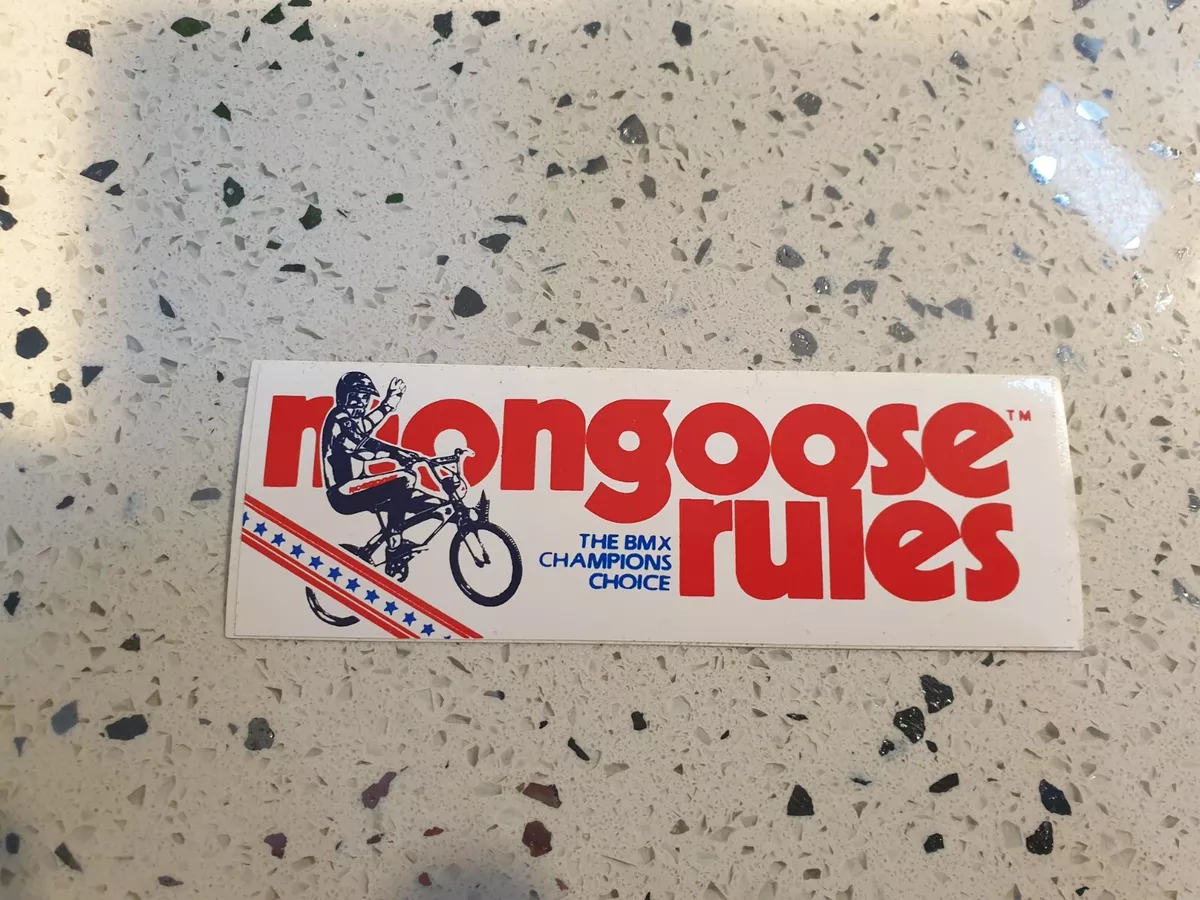 mongoose™
rules
THE BMX
CHAMPIONS
CHOICE